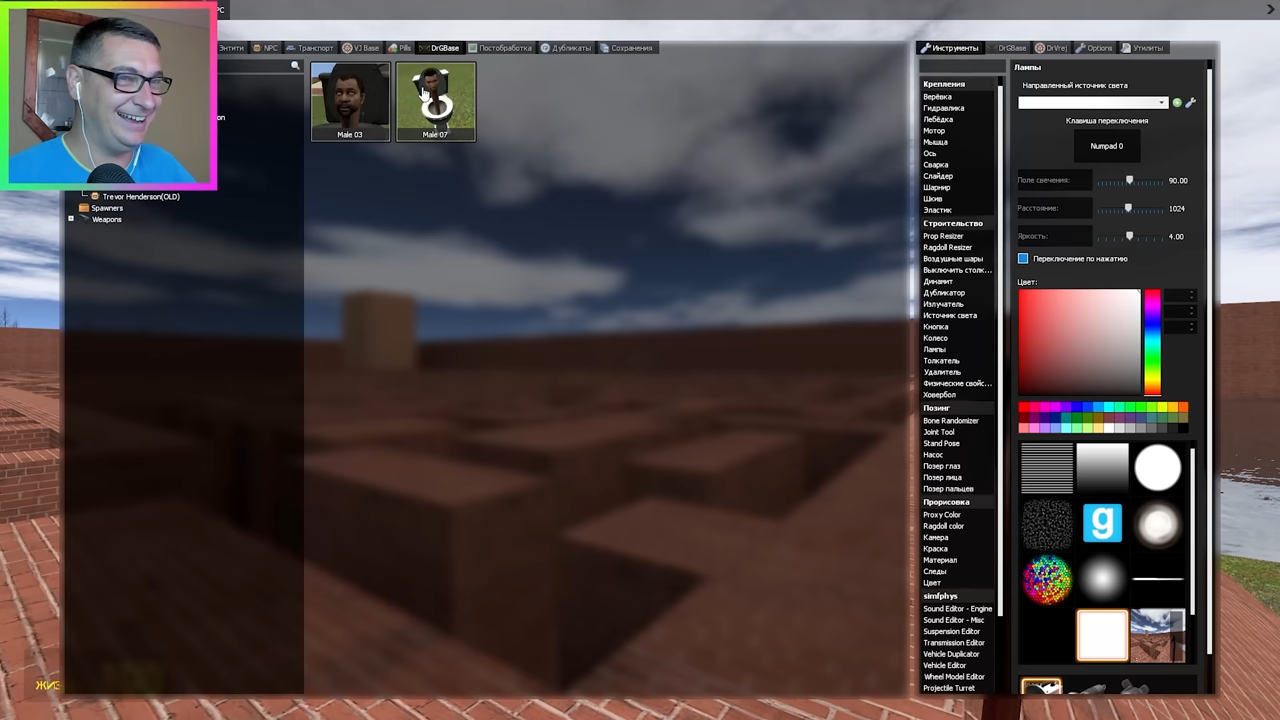 PC
Энтити NPC Транспорт VJ Base Pills DrGBase Постобработка Дубликаты Сохранения
Инструменты DrGBase DrVrej Options Утилиты
on
Trevor Henderson(OLD)
Spawners
Weapons
Male 03
Male 07
Крепления
Верёвка
Гидравлика
Лебёдка
Мотор
Мышца
Ось
Сварка
Слайдер
Шарнир
Шкив
Эластик
Строительство
Prop Resizer
Ragdoll Resizer
Воздушные шары
Выключить столк...
Динамит
Дубликатор
Излучатель
Источник света
Кнопка
Колесо
Лампы
Толкатель
Удалитель
Физические свойс...
Ховербол
Позинг
Bone Randomizer
Joint Tool
Stand Pose
Насос
Позер глаз
Позер лица
Позер пальцев
Прорисовка
Proxy Color
Ragdoll color
Камера
Краска
Материал
Следы
Цвет
simfphys
Sound Editor - Engine
Sound Editor - Misc
Suspension Editor
Transmission Editor
Vehicle Duplicator
Vehicle Editor
Wheel Model Editor
Projectile Turret
Лампы
Направленный источник света
Клавиша переключения
Numpad 0
Поле свечения: 90.00
Расстояние: 1024
Яркость: 4.00
Переключение по нажатию
Цвет:
g